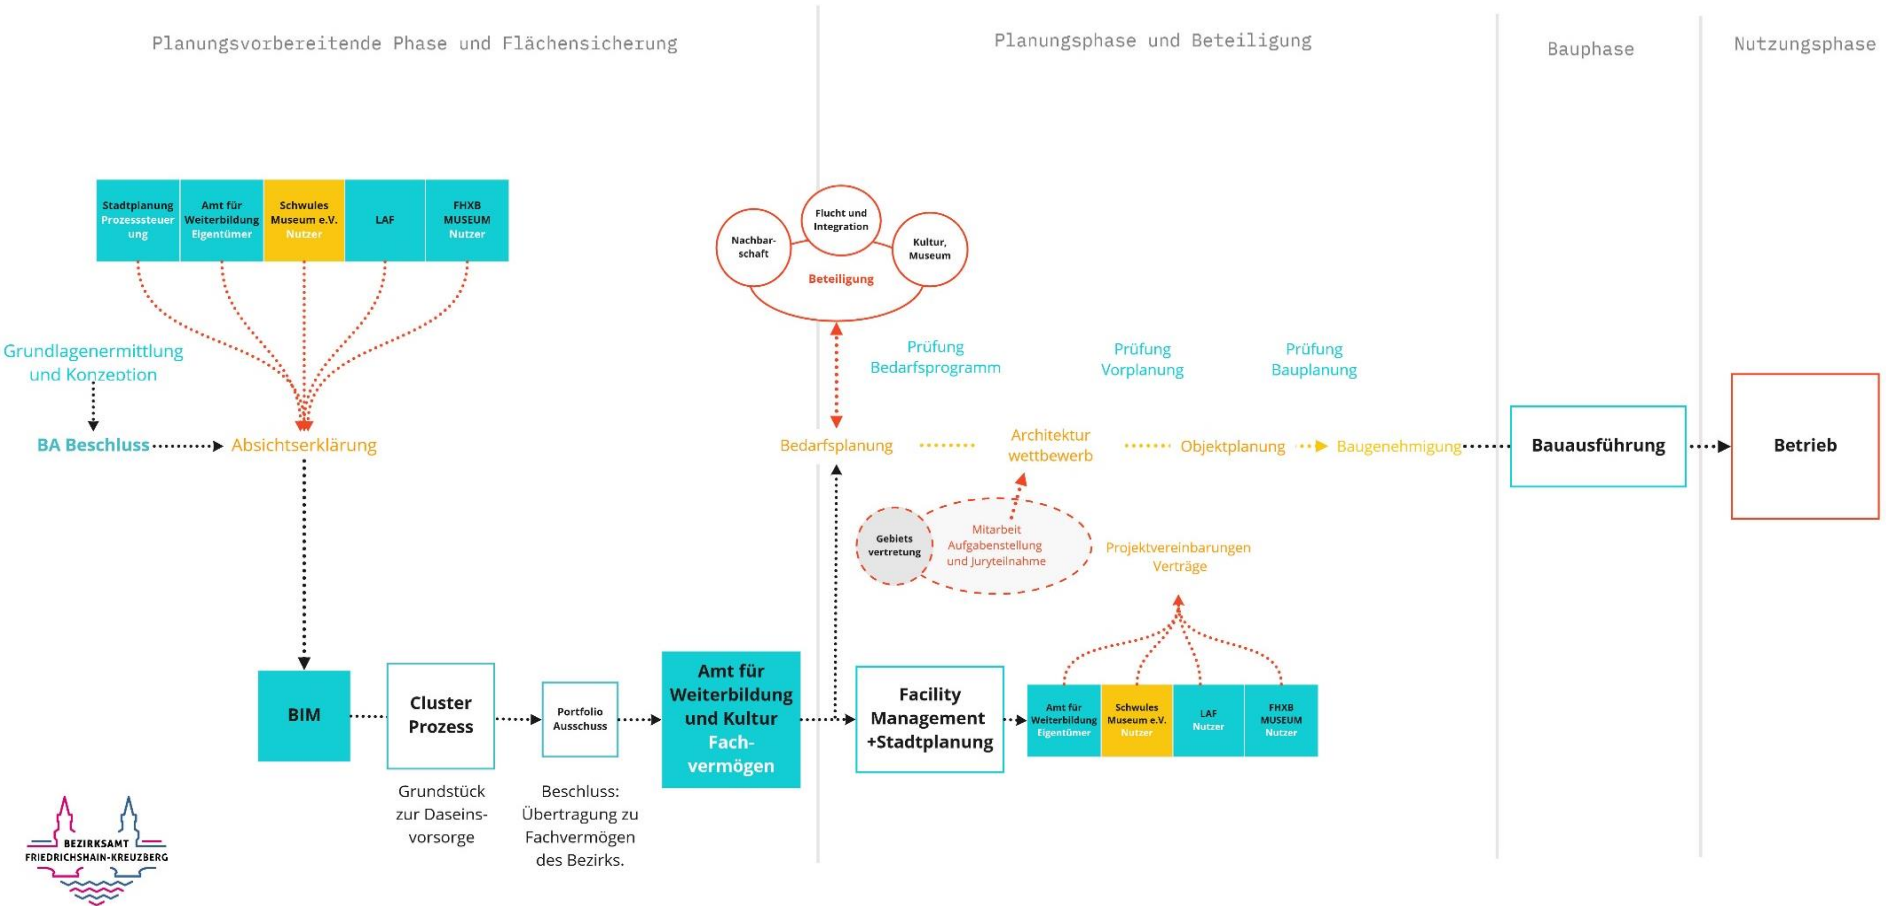 Planungsvorbereitende Phase und Flächensicherung
Planungsphase und Beteiligung
Bauphase
Nutzungsphase
Stadtplanung
Prozesssteuer
ung
Amt für
Weiterbildung
Eigentümer
Schwules
Museum e.V.
Nutzer
LAF
FHXB
MUSEUM
Nutzer
Grundlagenermittlung
und Konzeption
BA Beschluss
Absichtserklärung
Nachbar-
schaft
Flucht und
Integration
Kultur,
Museum
Beteiligung
Prüfung
Bedarfsprogramm
Prüfung
Vorplanung
Prüfung
Bauplanung
Bedarfsplanung
Architektur
wettbewerb
Objektplanung
Baugenehmigung
Bauausführung
Betrieb
Gebiets
vertretung
Mitarbeit
Aufgabenstellung
und Juryteilnahme
Projektvereinbarungen
Verträge
BIM
Cluster
Prozess
Portfolio
Ausschuss
Amt für
Weiterbildung
und Kultur
Fach-
vermögen
Facility
Management
+Stadtplanung
Amt für
Weiterbildung
Eigentümer
Schwules
Museum e.V.
Nutzer
LAF
Nutzer
FHXB
MUSEUM
Nutzer
Grundstück
zur Daseins-
vorsorge
Beschluss:
Übertragung zu
Fachvermögen
des Bezirks.
BEZIRKSAMT
FRIEDRICHSHAIN-KREUZBERG